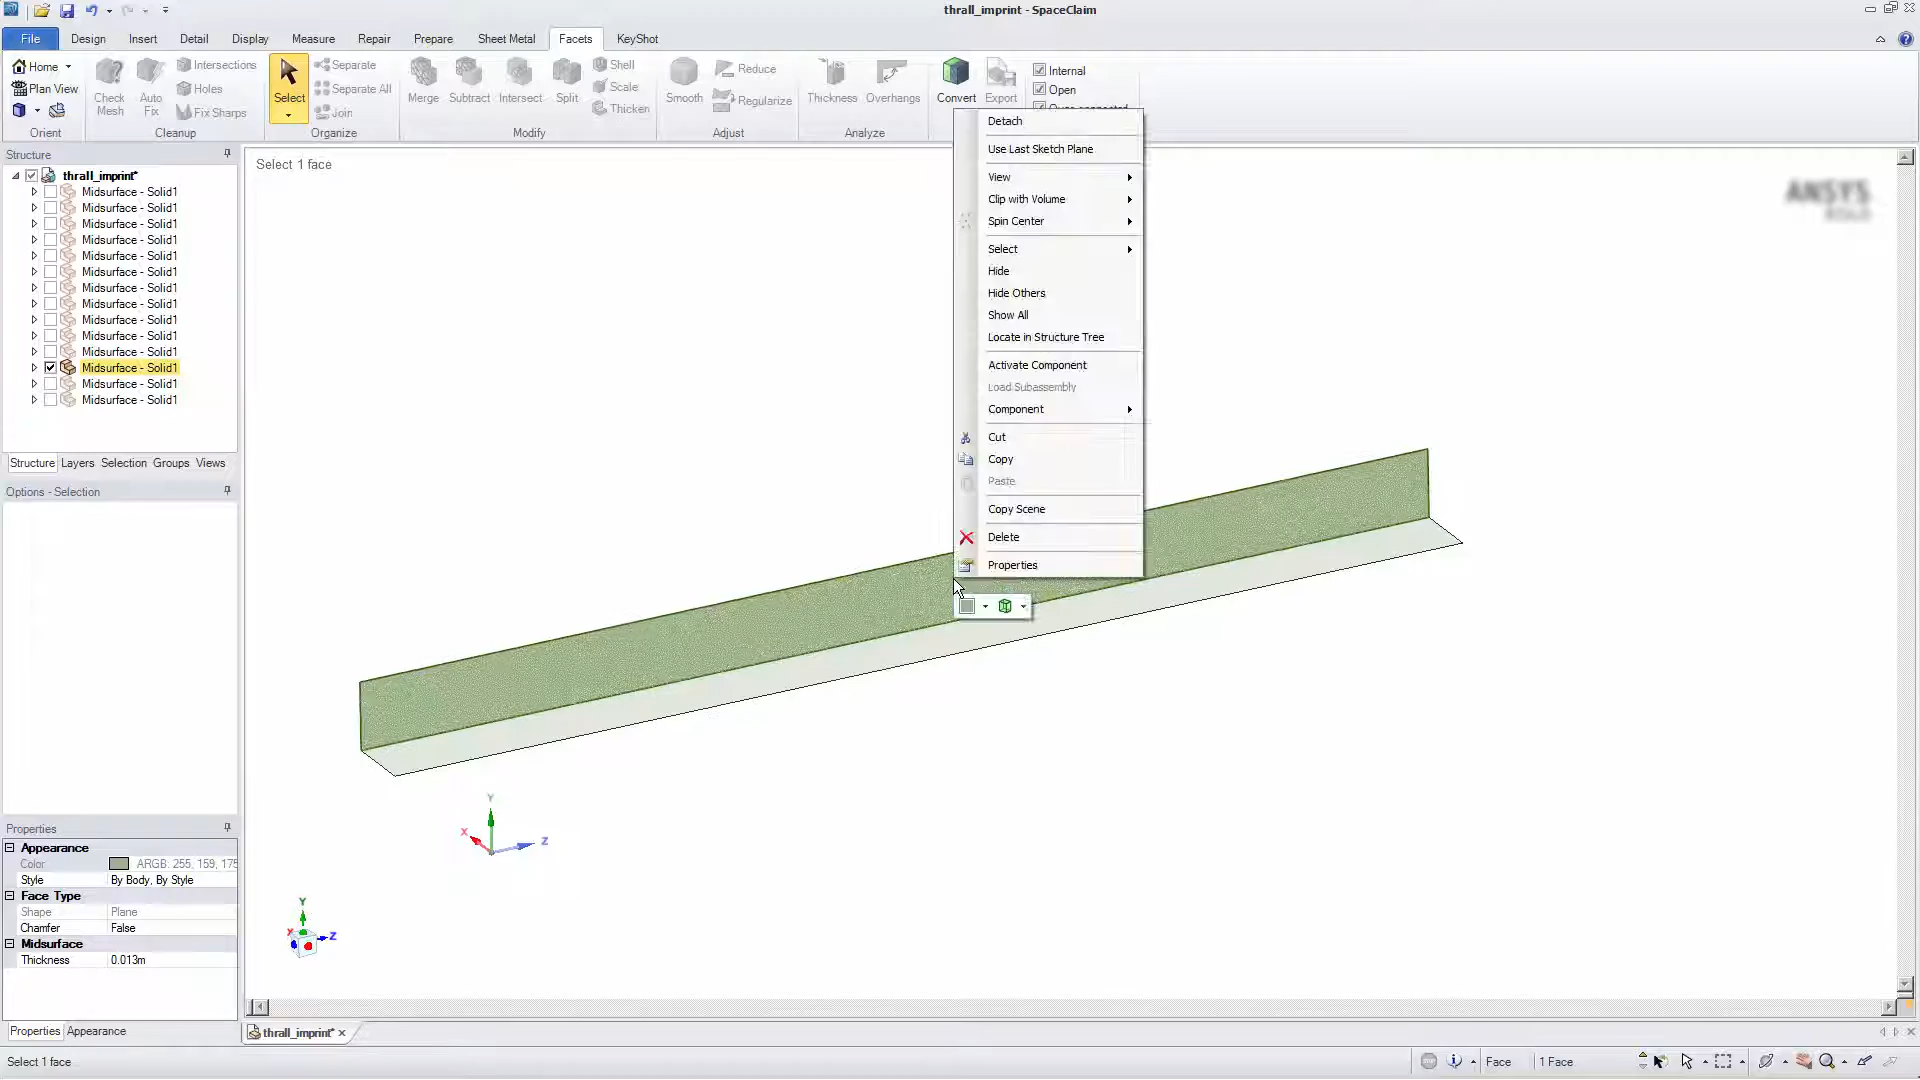 thrall_imprint - SpaceClaim
File Design Insert Detail Display Measure Repair Prepare Sheet Metal Facets KeyShot
Home
Plan View
Orient
Check Mesh
Auto Fix
Intersections
Holes
Fix Sharps
Cleanup
Select
Separate
Separate All
Join
Organize
Merge
Subtract
Intersect
Split
Shell
Scale
Thicken
Modify
Smooth
Reduce
Regularize
Adjust
Thickness
Overhangs
Analyze
Convert
Export
Internal
Open
Structure
thrall_imprint*
Midsurface - Solid1
Midsurface - Solid1
Midsurface - Solid1
Midsurface - Solid1
Midsurface - Solid1
Midsurface - Solid1
Midsurface - Solid1
Midsurface - Solid1
Midsurface - Solid1
Midsurface - Solid1
Midsurface - Solid1
Midsurface - Solid1
Midsurface - Solid1
Midsurface - Solid1
Structure Layers Selection Groups Views
Options - Selection
Properties
Appearance
Color ARGB: 255, 159, 175
Style By Body, By Style
Face Type
Shape Plane
Chamfer False
Midsurface
Thickness 0.013m
Properties Appearance
Select 1 face
ANSYS
Detach
Use Last Sketch Plane
View
Clip with Volume
Spin Center
Select
Hide
Hide Others
Show All
Locate in Structure Tree
Activate Component
Load Subassembly
Component
Cut
Copy
Paste
Copy Scene
Delete
Properties
Y
X
Z
Y
X
Z
thrall_imprint*
Select 1 face
Face
1 Face